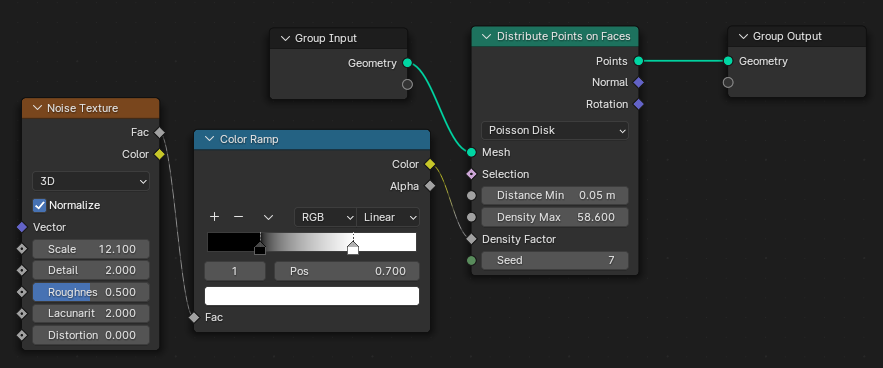 Group Input
Geometry
Distribute Points on Faces
Points
Normal
Rotation
Poisson Disk
Mesh
Selection
Distance Min 0.05 m
Density Max 58.600
Density Factor
Seed 7
Group Output
Geometry
Noise Texture
Fac
Color
3D
Normalize
Vector
Scale 12.100
Detail 2.000
Roughnes 0.500
Lacunarit 2.000
Distortion 0.000
Color Ramp
Color
Alpha
+ − RGB Linear
1 Pos 0.700
Fac